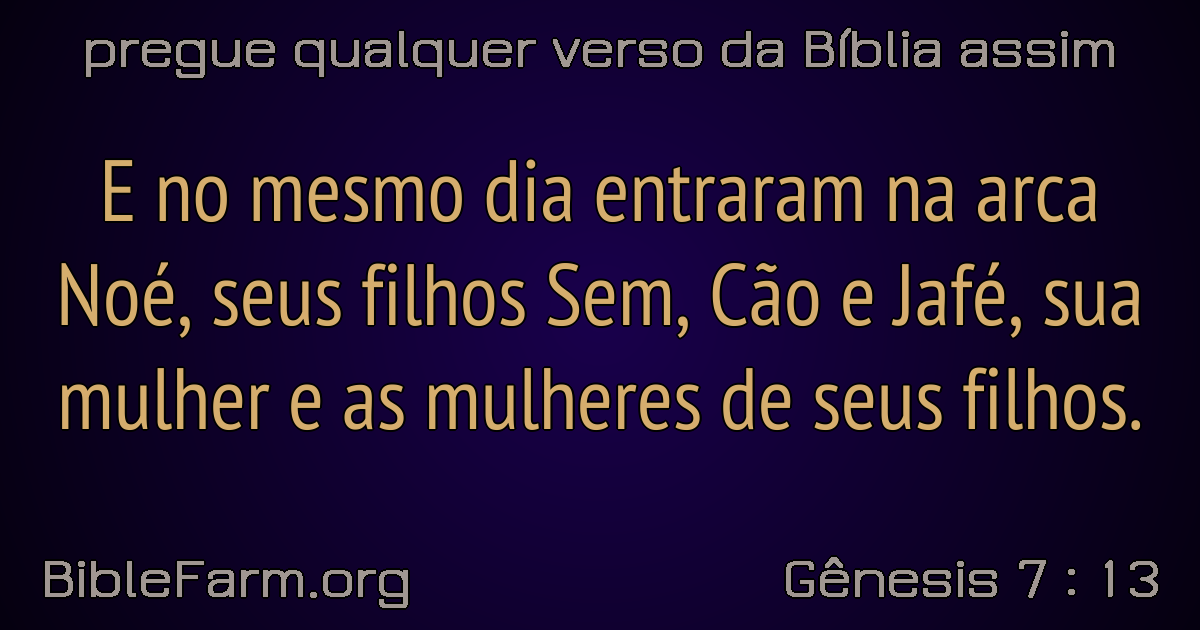 pregue qualquer verso da Bíblia assim
E no mesmo dia entraram na arca
Noé, seus filhos Sem, Cão e Jafé, sua
mulher e as mulheres de seus filhos.
BibleFarm.org
Gênesis 7 : 13